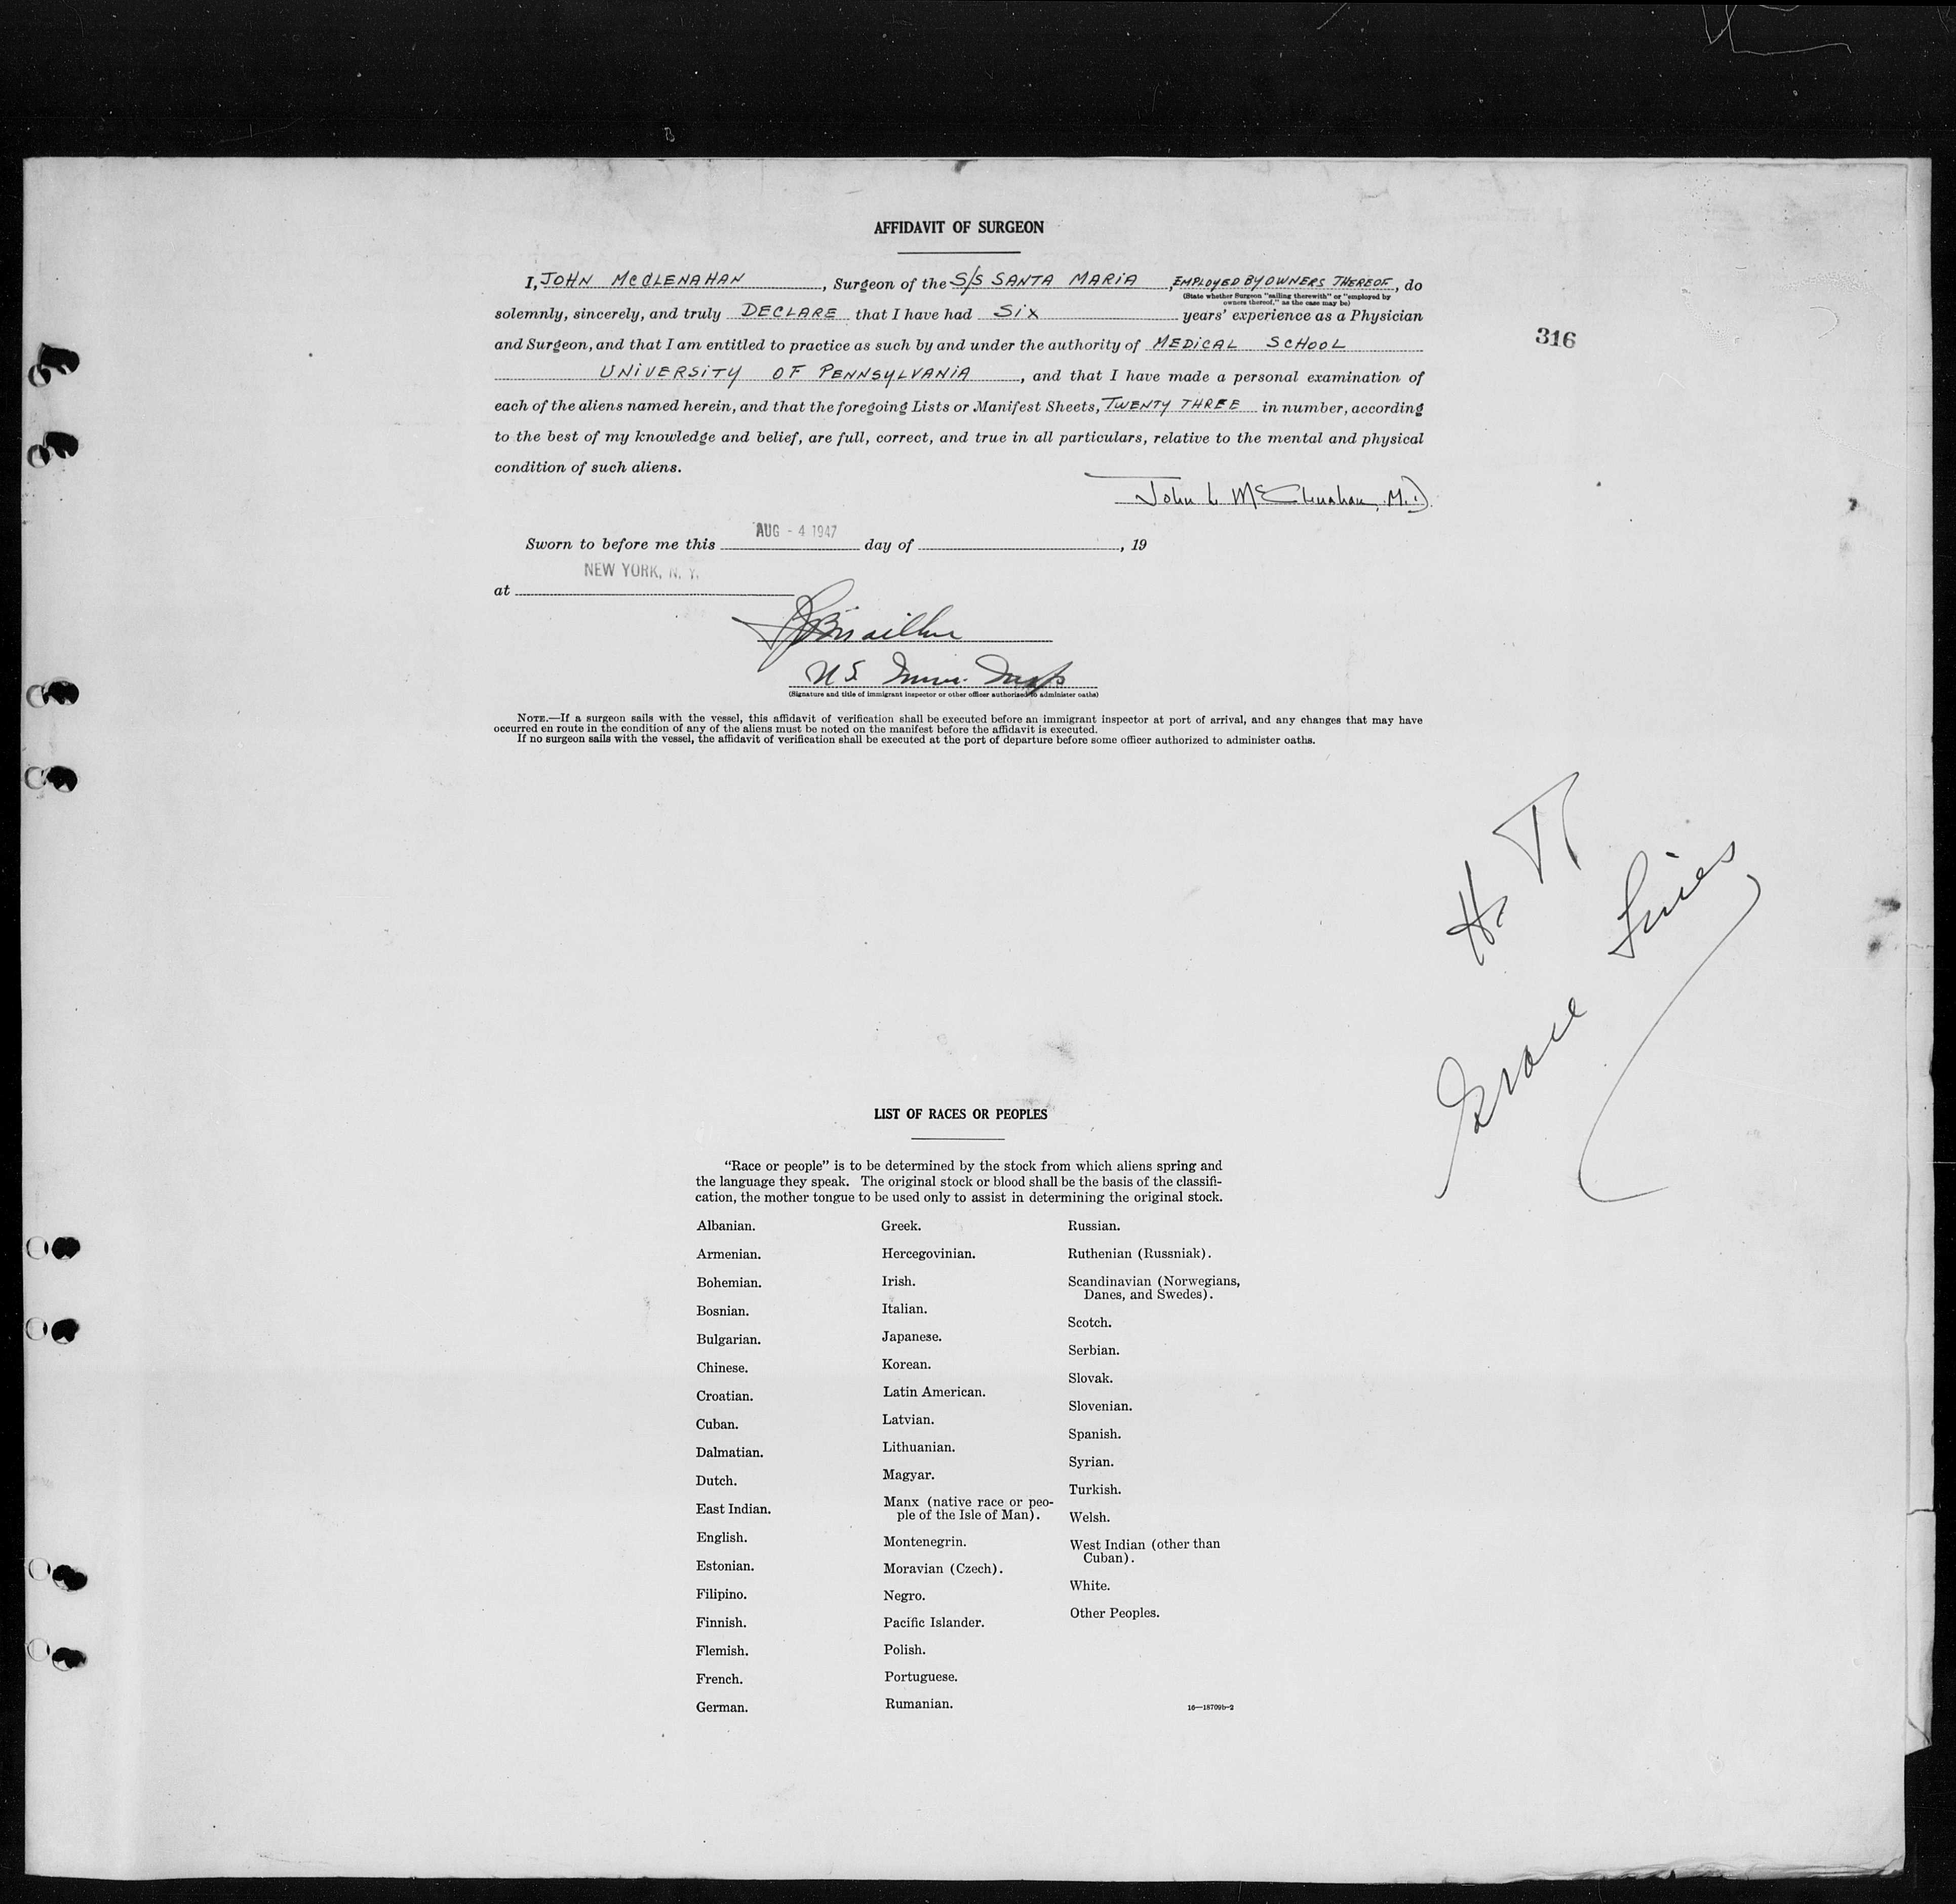 AFFIDAVIT OF SURGEON
I, JOHN McCLENAHAN, Surgeon of the S/S SANTA MARIA, EMPLOYED BY OWNERS THEREOF, do
(State whether Surgeon "sailing therewith" or "employed by
owners thereof," as the case may be)
solemnly, sincerely, and truly DECLARE that I have had SIX years' experience as a Physician
316
and Surgeon, and that I am entitled to practice as such by and under the authority of MEDICAL SCHOOL
UNIVERSITY OF PENNSYLVANIA, and that I have made a personal examination of
each of the aliens named herein, and that the foregoing Lists or Manifest Sheets, TWENTY THREE in number, according
to the best of my knowledge and belief, are full, correct, and true in all particulars, relative to the mental and physical
condition of such aliens.
John L McClenahan, M.D.
AUG - 4 1947
Sworn to before me this day of , 19
NEW YORK, N. Y.
at
U.S. Immi. Insp
(Signature and title of immigrant inspector or other officer authorized to administer oaths)
NOTE.—If a surgeon sails with the vessel, this affidavit of verification shall be executed before an immigrant inspector at port of arrival, and any changes that may have
occurred en route in the condition of any of the aliens must be noted on the manifest before the affidavit is executed.
If no surgeon sails with the vessel, the affidavit of verification shall be executed at the port of departure before some officer authorized to administer oaths.
Grace Lines
LIST OF RACES OR PEOPLES
"Race or people" is to be determined by the stock from which aliens spring and
the language they speak. The original stock or blood shall be the basis of the classifi-
cation, the mother tongue to be used only to assist in determining the original stock.
Albanian.
Armenian.
Bohemian.
Bosnian.
Bulgarian.
Chinese.
Croatian.
Cuban.
Dalmatian.
Dutch.
East Indian.
English.
Estonian.
Filipino.
Finnish.
Flemish.
French.
German.
Greek.
Hercegovinian.
Irish.
Italian.
Japanese.
Korean.
Latin American.
Latvian.
Lithuanian.
Magyar.
Manx (native race or peo-
ple of the Isle of Man).
Montenegrin.
Moravian (Czech).
Negro.
Pacific Islander.
Polish.
Portuguese.
Rumanian.
Russian.
Ruthenian (Russniak).
Scandinavian (Norwegians,
Danes, and Swedes).
Scotch.
Serbian.
Slovak.
Slovenian.
Spanish.
Syrian.
Turkish.
Welsh.
West Indian (other than
Cuban).
White.
Other Peoples.
16—18709b-2